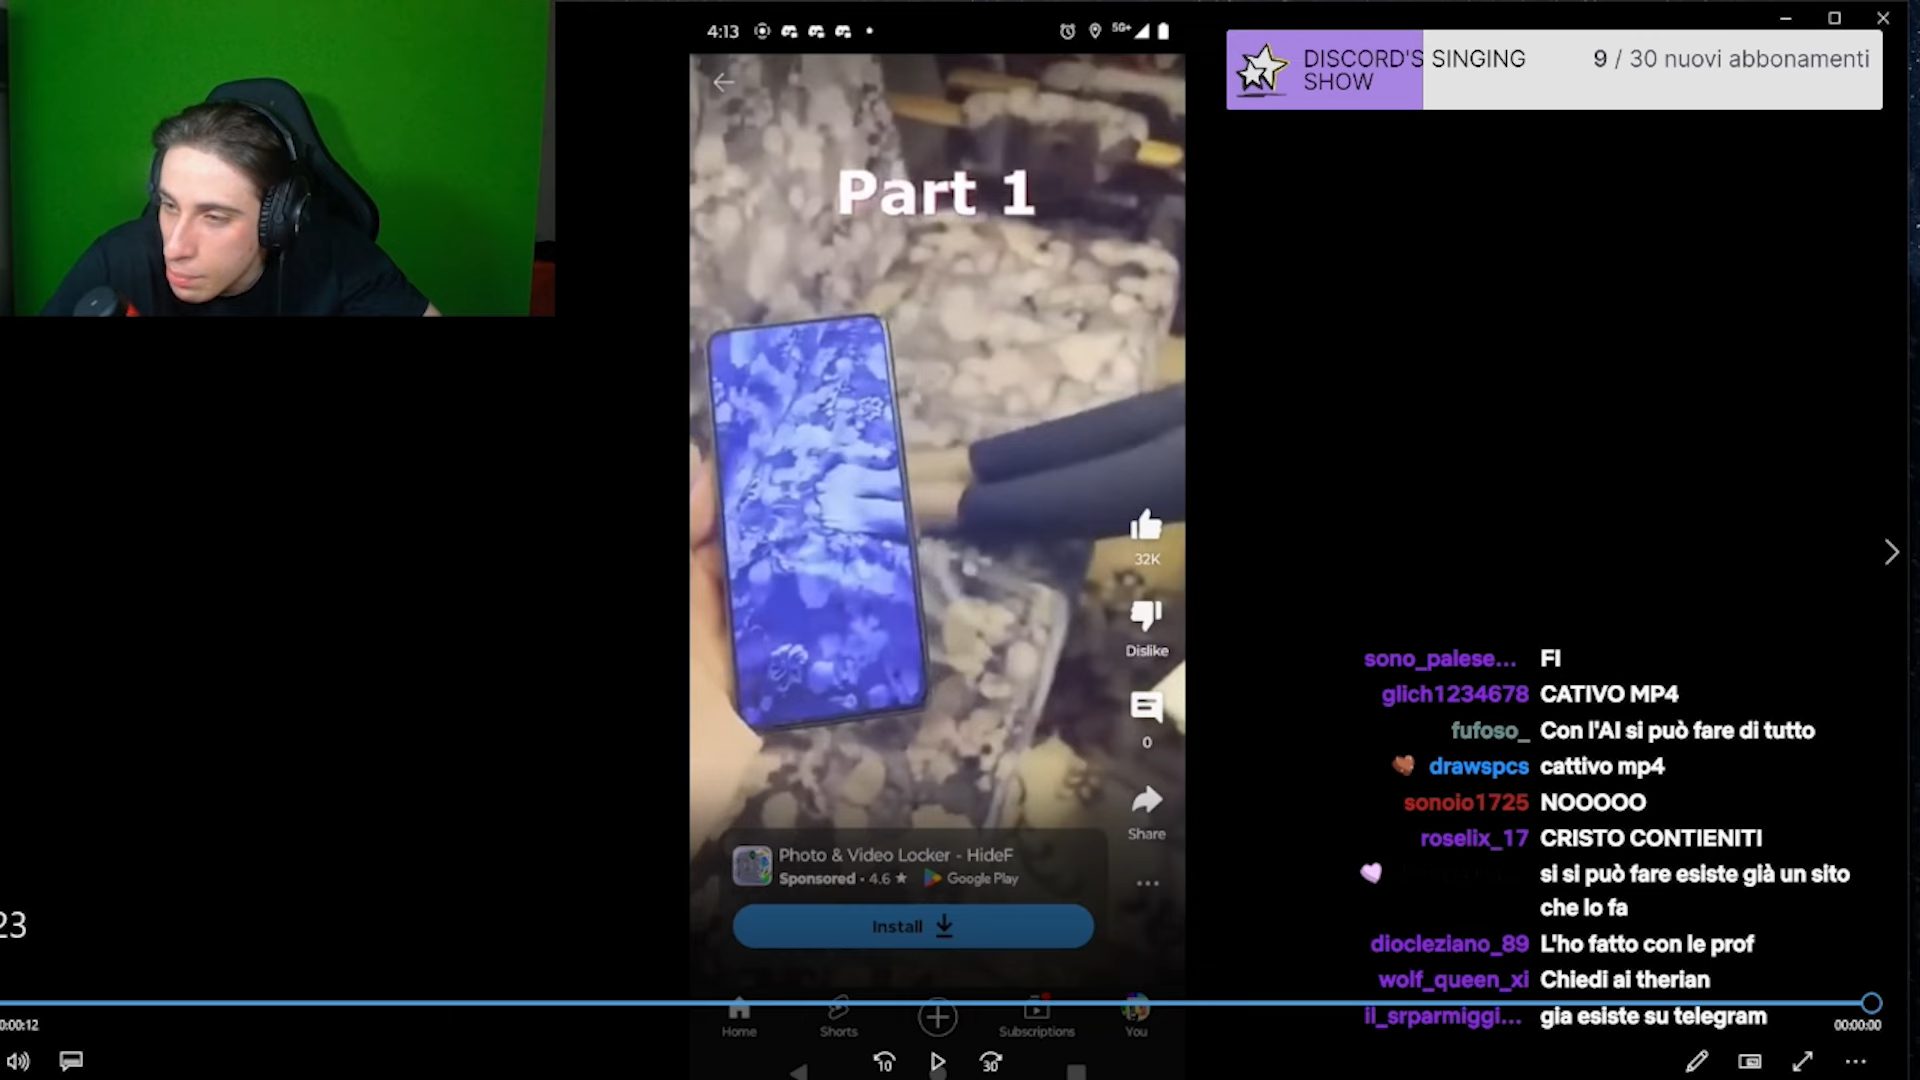 4:13
5G+
DISCORD'S SINGING
SHOW
9 / 30 nuovi abbonamenti
Part 1
32K
Dislike
0
Share
Photo & Video Locker - HideF
Sponsored • 4.6 ★ Google Play
Install
Home
Shorts
Subscriptions
You
sono_palese... FI
glich1234678 CATIVO MP4
fufoso_ Con l'AI si può fare di tutto
drawspcs cattivo mp4
sonoio1725 NOOOOO
roselix_17 CRISTO CONTIENITI
si si può fare esiste già un sito
che lo fa
diocleziano_89 L'ho fatto con le prof
wolf_queen_xi Chiedi ai therian
il_srparmiggi... gia esiste su telegram
23
0:00:12
00:00:00
10
30